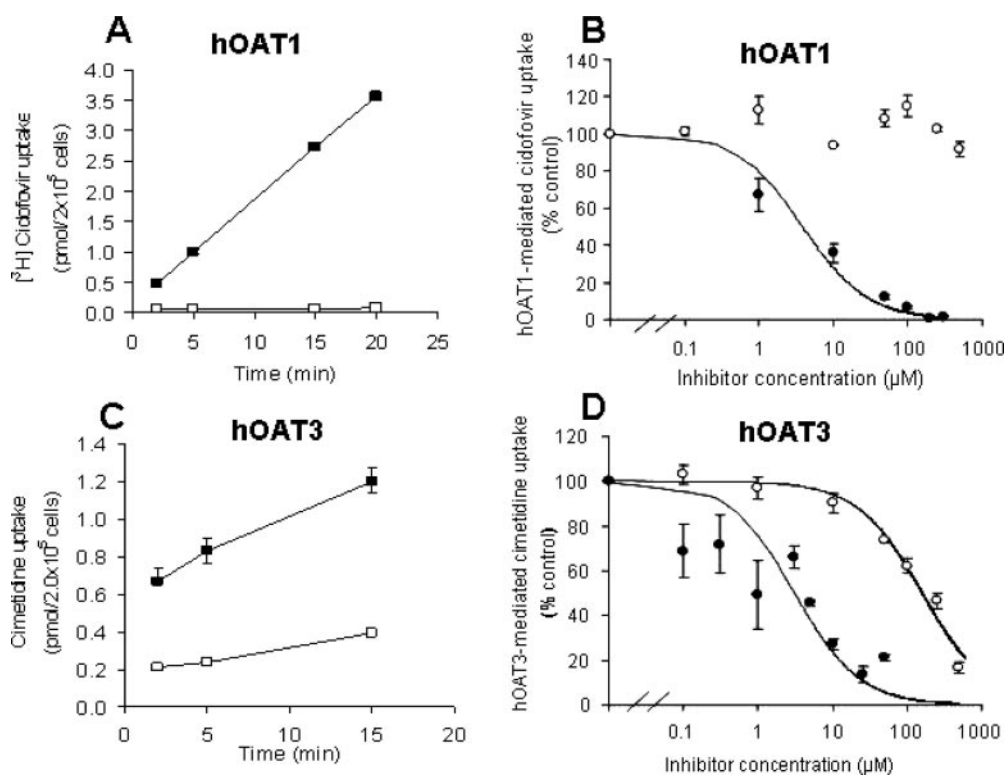 A
hOAT1
[³H] Cidofovir uptake
(pmol/2x10⁵ cells)
4.0
3.5
3.0
2.5
2.0
1.5
1.0
0.5
0.0
0 5 10 15 20 25
Time (min)
B
hOAT1
hOAT1-mediated cidofovir uptake
(% control)
140
120
100
80
60
40
20
0
0.1 1 10 100 1000
Inhibitor concentration (µM)
C
hOAT3
Cimetidine uptake
(pmol/2.0x10⁵ cells)
1.4
1.2
1.0
0.8
0.6
0.4
0.2
0.0
0 5 10 15 20
Time (min)
D
hOAT3
hOAT3-mediated cimetidine uptake
(% control)
120
100
80
60
40
20
0
0.1 1 10 100 1000
Inhibitor concentration (µM)